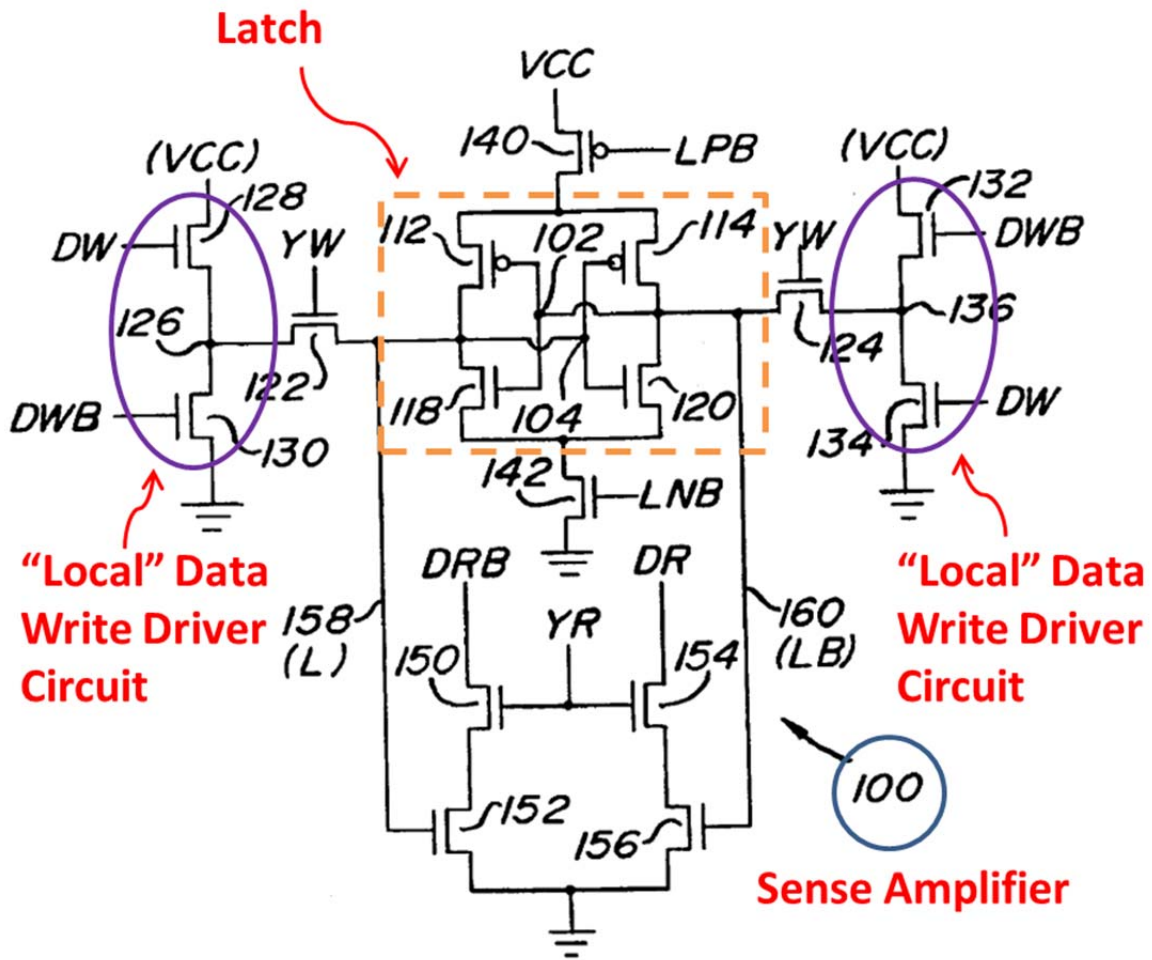 Latch
VCC
140
LPB
(VCC)
(VCC)
128
132
DW
YW
112
102
114
YW
DWB
126
136
122
124
118
104
120
DWB
130
134
DW
142
LNB
"Local" Data
Write Driver
Circuit
DRB
DR
"Local" Data
Write Driver
Circuit
158
(L)
YR
160
(LB)
150
154
100
152
156
Sense Amplifier